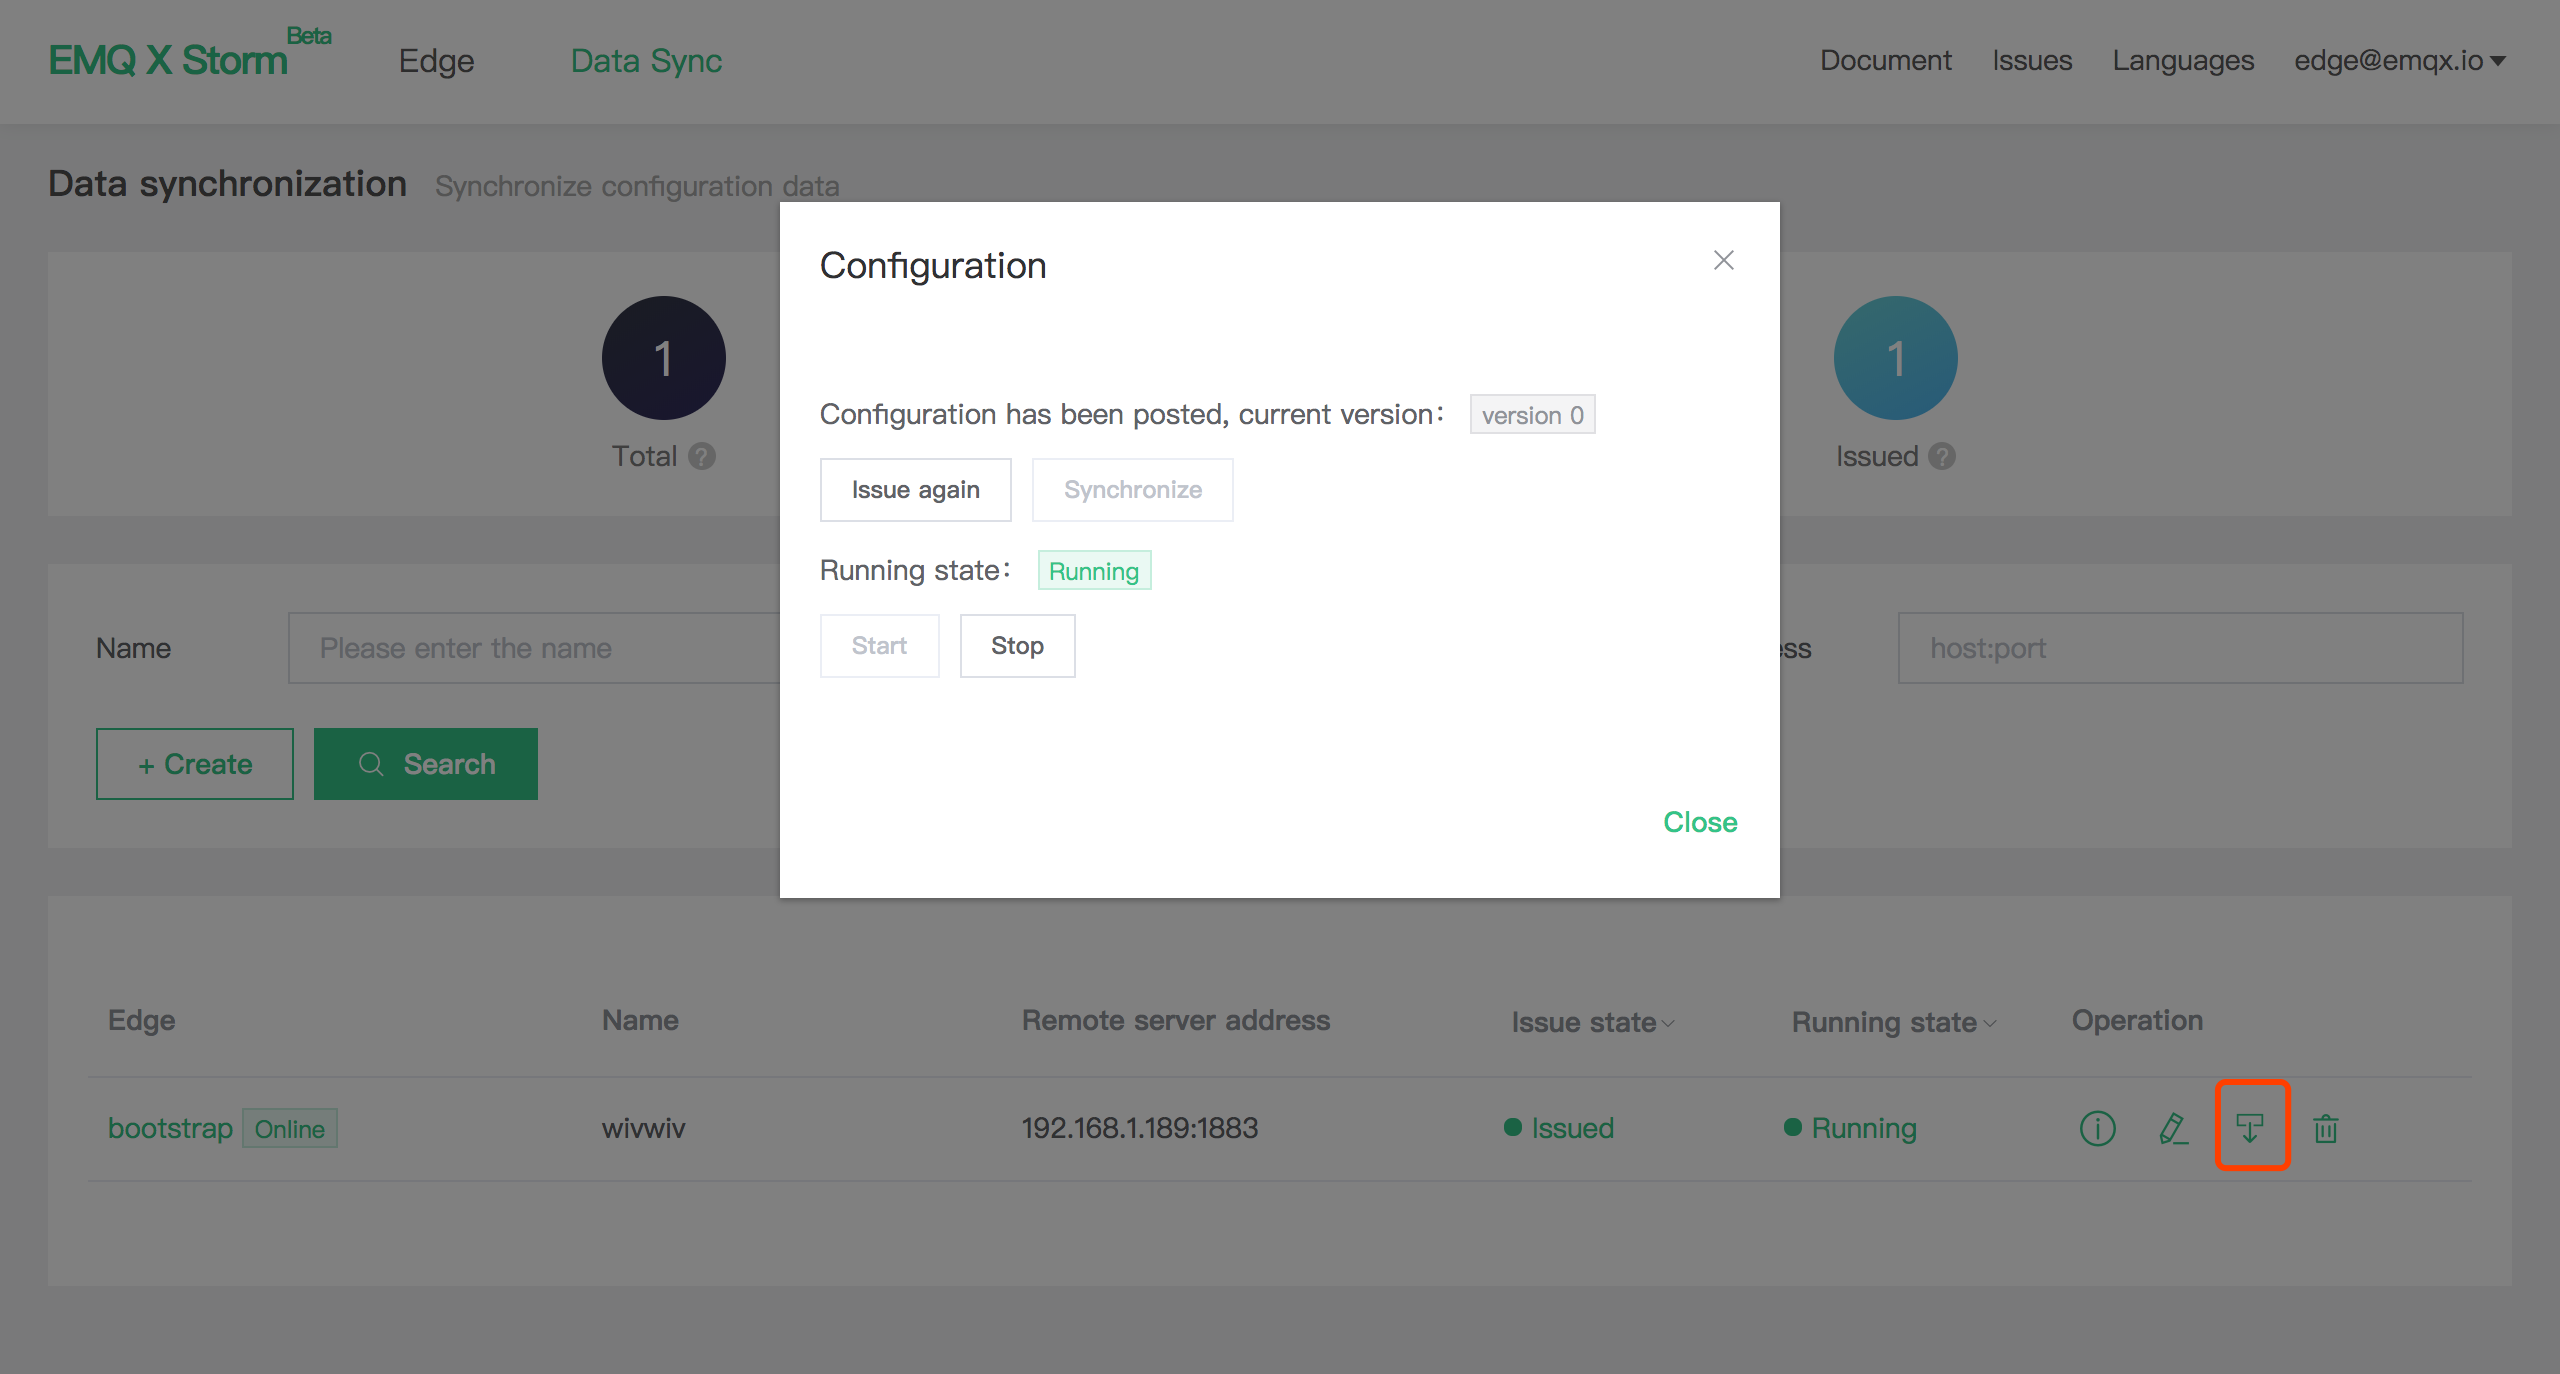 EMQ X Storm Beta Edge Data Sync Document Issues Languages edge@emqx.io
Data synchronization Synchronize configuration data
Configuration
1 1
Configuration has been posted, current version: version 0
Total ? Issued ?
Issue again Synchronize
Running state: Running
Name Please enter the name ess host:port
Start Stop
+ Create Search
Close
Edge Name Remote server address Issue state Running state Operation
bootstrap Online wivwiv 192.168.1.189:1883 Issued Running